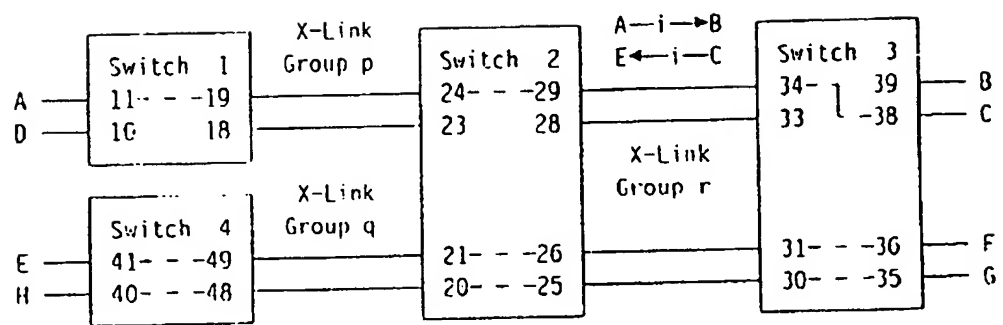 X-Link
Group p
A—i→B
E←i—C
Switch 1
11- - -19
10 18
A
D
Switch 2
24- - -29
23 28
21- - -26
20- - -25
Switch 3
34- 39
33 -38
31- - -36
30- - -35
B
C
X-Link
Group r
X-Link
Group q
Switch 4
41- - -49
40- - -48
E
H
F
G